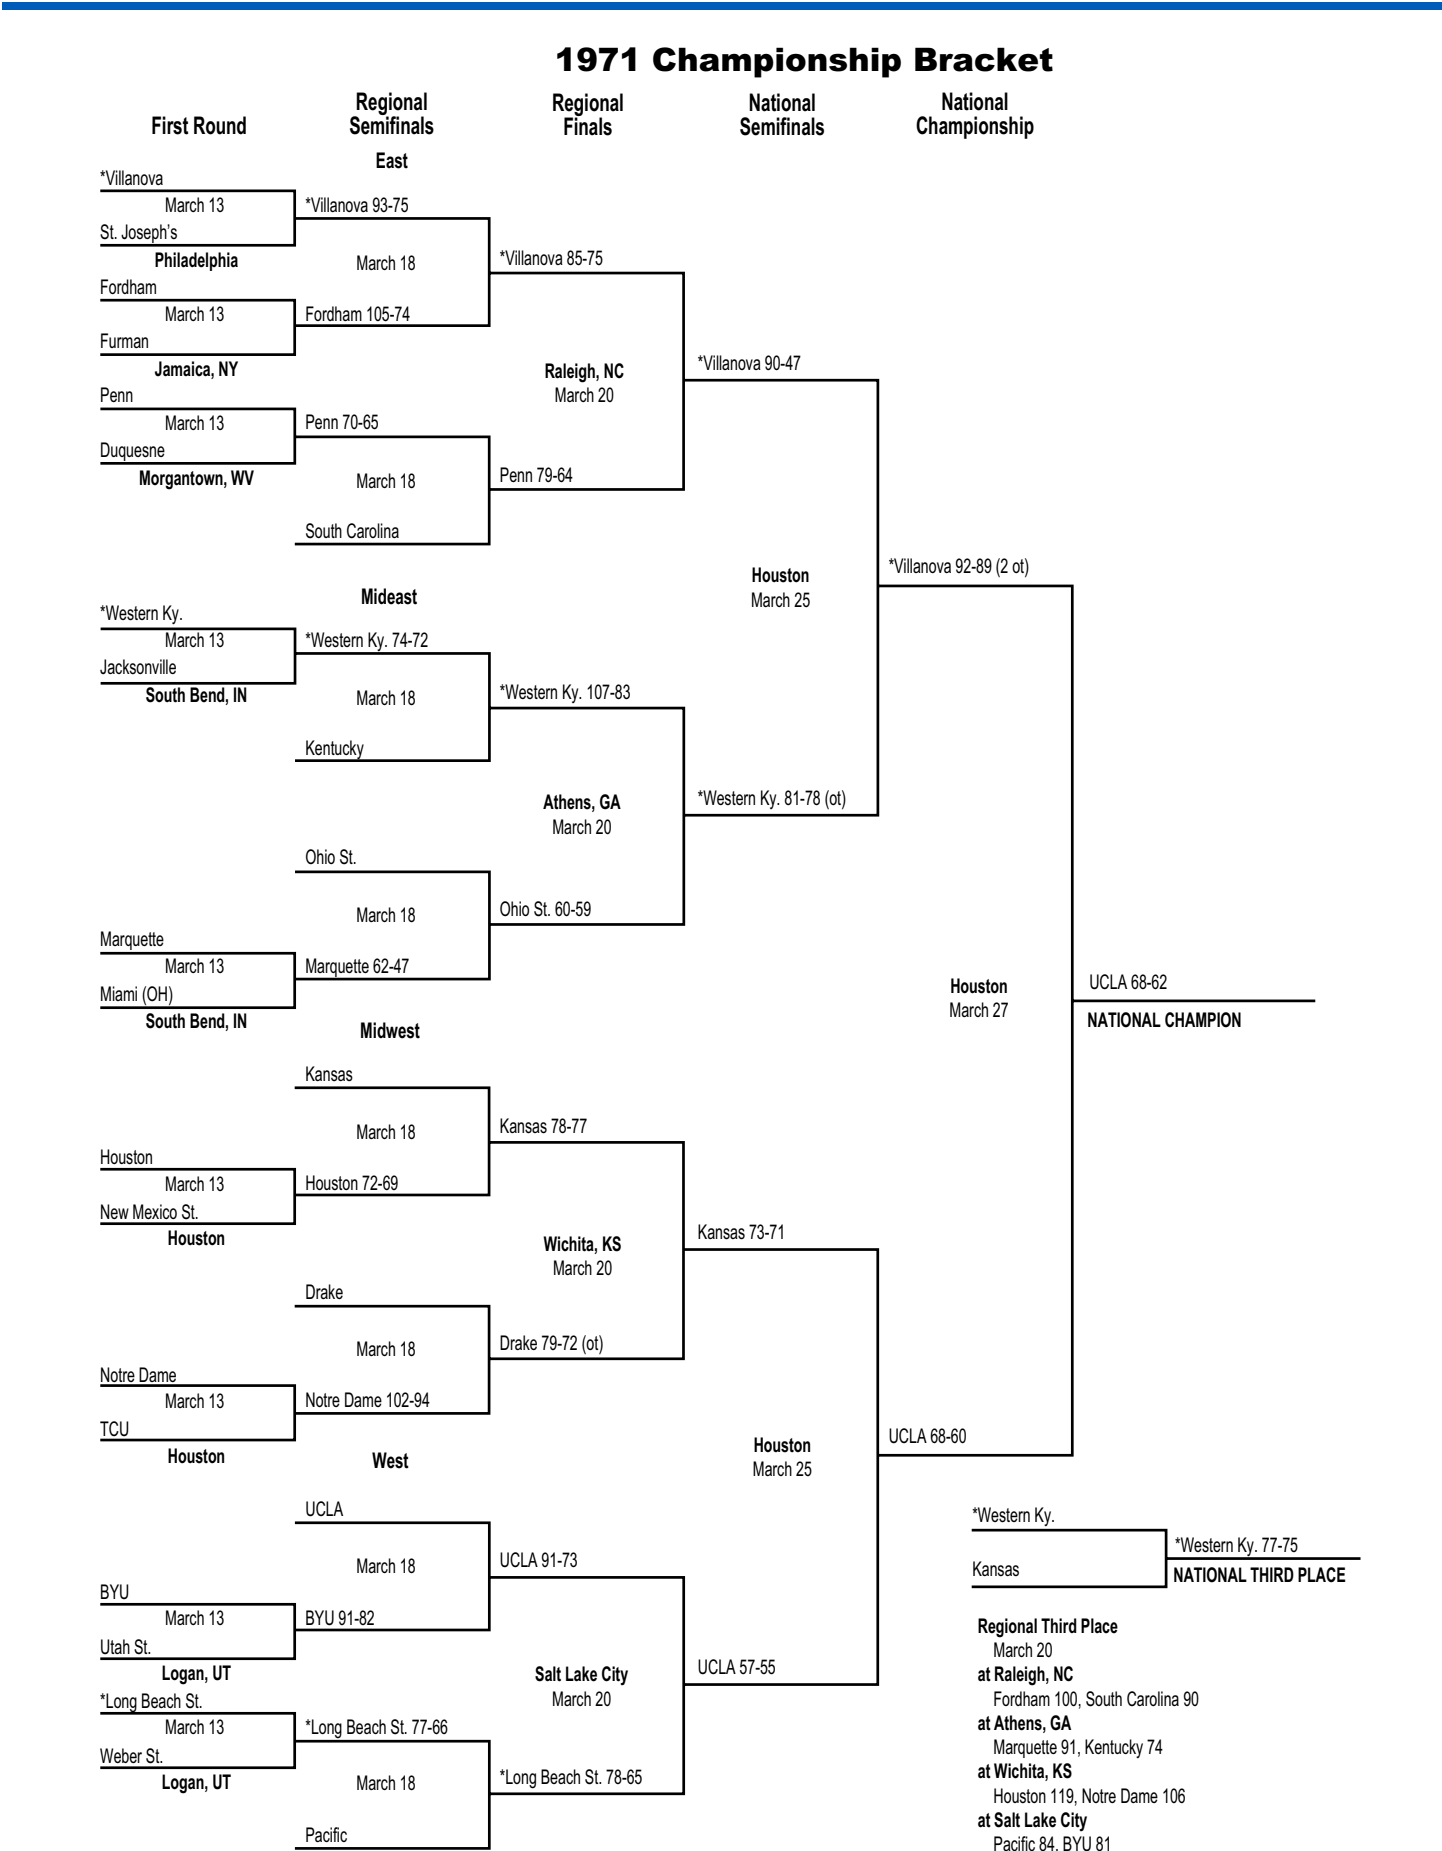 1971 Championship Bracket
First Round
Regional
Semifinals
Regional
Finals
National
Semifinals
National
Championship
East
*Villanova
March 13
St. Joseph's
Philadelphia
*Villanova 93-75
March 18
Fordham
March 13
Furman
Jamaica, NY
Fordham 105-74
*Villanova 85-75
Penn
March 13
Duquesne
Morgantown, WV
Penn 70-65
March 18
South Carolina
Penn 79-64
Raleigh, NC
March 20
*Villanova 90-47
Mideast
*Western Ky.
March 13
Jacksonville
South Bend, IN
*Western Ky. 74-72
March 18
Kentucky
*Western Ky. 107-83
Athens, GA
March 20
Ohio St.
March 18
Marquette
March 13
Miami (OH)
South Bend, IN
Marquette 62-47
Ohio St. 60-59
*Western Ky. 81-78 (ot)
Houston
March 25
*Villanova 92-89 (2 ot)
Midwest
Kansas
March 18
Houston
March 13
New Mexico St.
Houston
Houston 72-69
Kansas 78-77
Wichita, KS
March 20
Drake
March 18
Notre Dame
March 13
TCU
Houston
Notre Dame 102-94
Drake 79-72 (ot)
Kansas 73-71
West
UCLA
March 18
BYU
March 13
Utah St.
Logan, UT
BYU 91-82
UCLA 91-73
Salt Lake City
March 20
*Long Beach St.
March 13
Weber St.
Logan, UT
*Long Beach St. 77-66
March 18
Pacific
*Long Beach St. 78-65
UCLA 57-55
Houston
March 25
UCLA 68-60
Houston
March 27
UCLA 68-62
NATIONAL CHAMPION
*Western Ky.
Kansas
*Western Ky. 77-75
NATIONAL THIRD PLACE
Regional Third Place
March 20
at Raleigh, NC
Fordham 100, South Carolina 90
at Athens, GA
Marquette 91, Kentucky 74
at Wichita, KS
Houston 119, Notre Dame 106
at Salt Lake City
Pacific 84, BYU 81